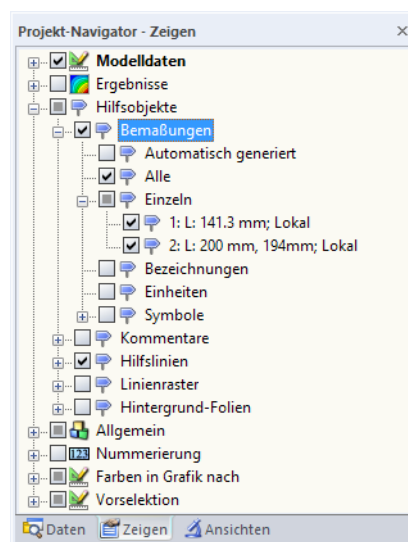 Projekt-Navigator - Zeigen
Modelldaten
Ergebnisse
Hilfsobjekte
Bemaßungen
Automatisch generiert
Alle
Einzeln
1: L: 141.3 mm; Lokal
2: L: 200 mm, 194mm; Lokal
Bezeichnungen
Einheiten
Symbole
Kommentare
Hilfslinien
Linienraster
Hintergrund-Folien
Allgemein
123 Nummerierung
Farben in Grafik nach
Vorselektion
Daten Zeigen Ansichten